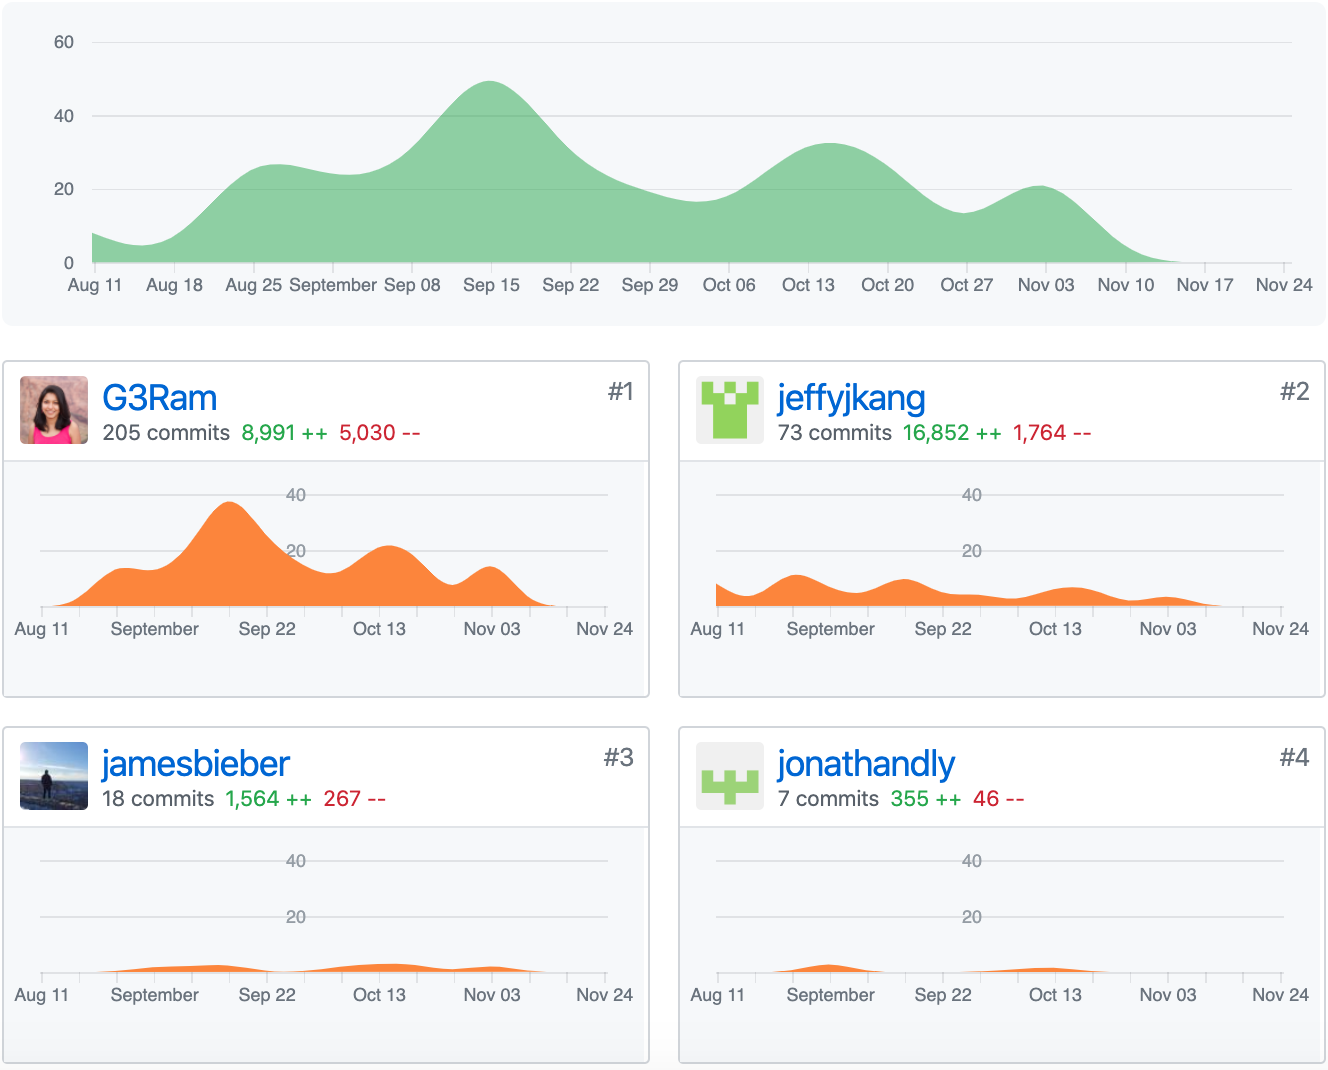 60
40
20
0
Aug 11 Aug 18 Aug 25 September Sep 08 Sep 15 Sep 22 Sep 29 Oct 06 Oct 13 Oct 20 Oct 27 Nov 03 Nov 10 Nov 17 Nov 24
G3Ram #1
205 commits 8,991 ++ 5,030 --
40
20
Aug 11 September Sep 22 Oct 13 Nov 03 Nov 24
jeffyjkang #2
73 commits 16,852 ++ 1,764 --
40
20
Aug 11 September Sep 22 Oct 13 Nov 03 Nov 24
jamesbieber #3
18 commits 1,564 ++ 267 --
40
20
Aug 11 September Sep 22 Oct 13 Nov 03 Nov 24
jonathandly #4
7 commits 355 ++ 46 --
40
20
Aug 11 September Sep 22 Oct 13 Nov 03 Nov 24